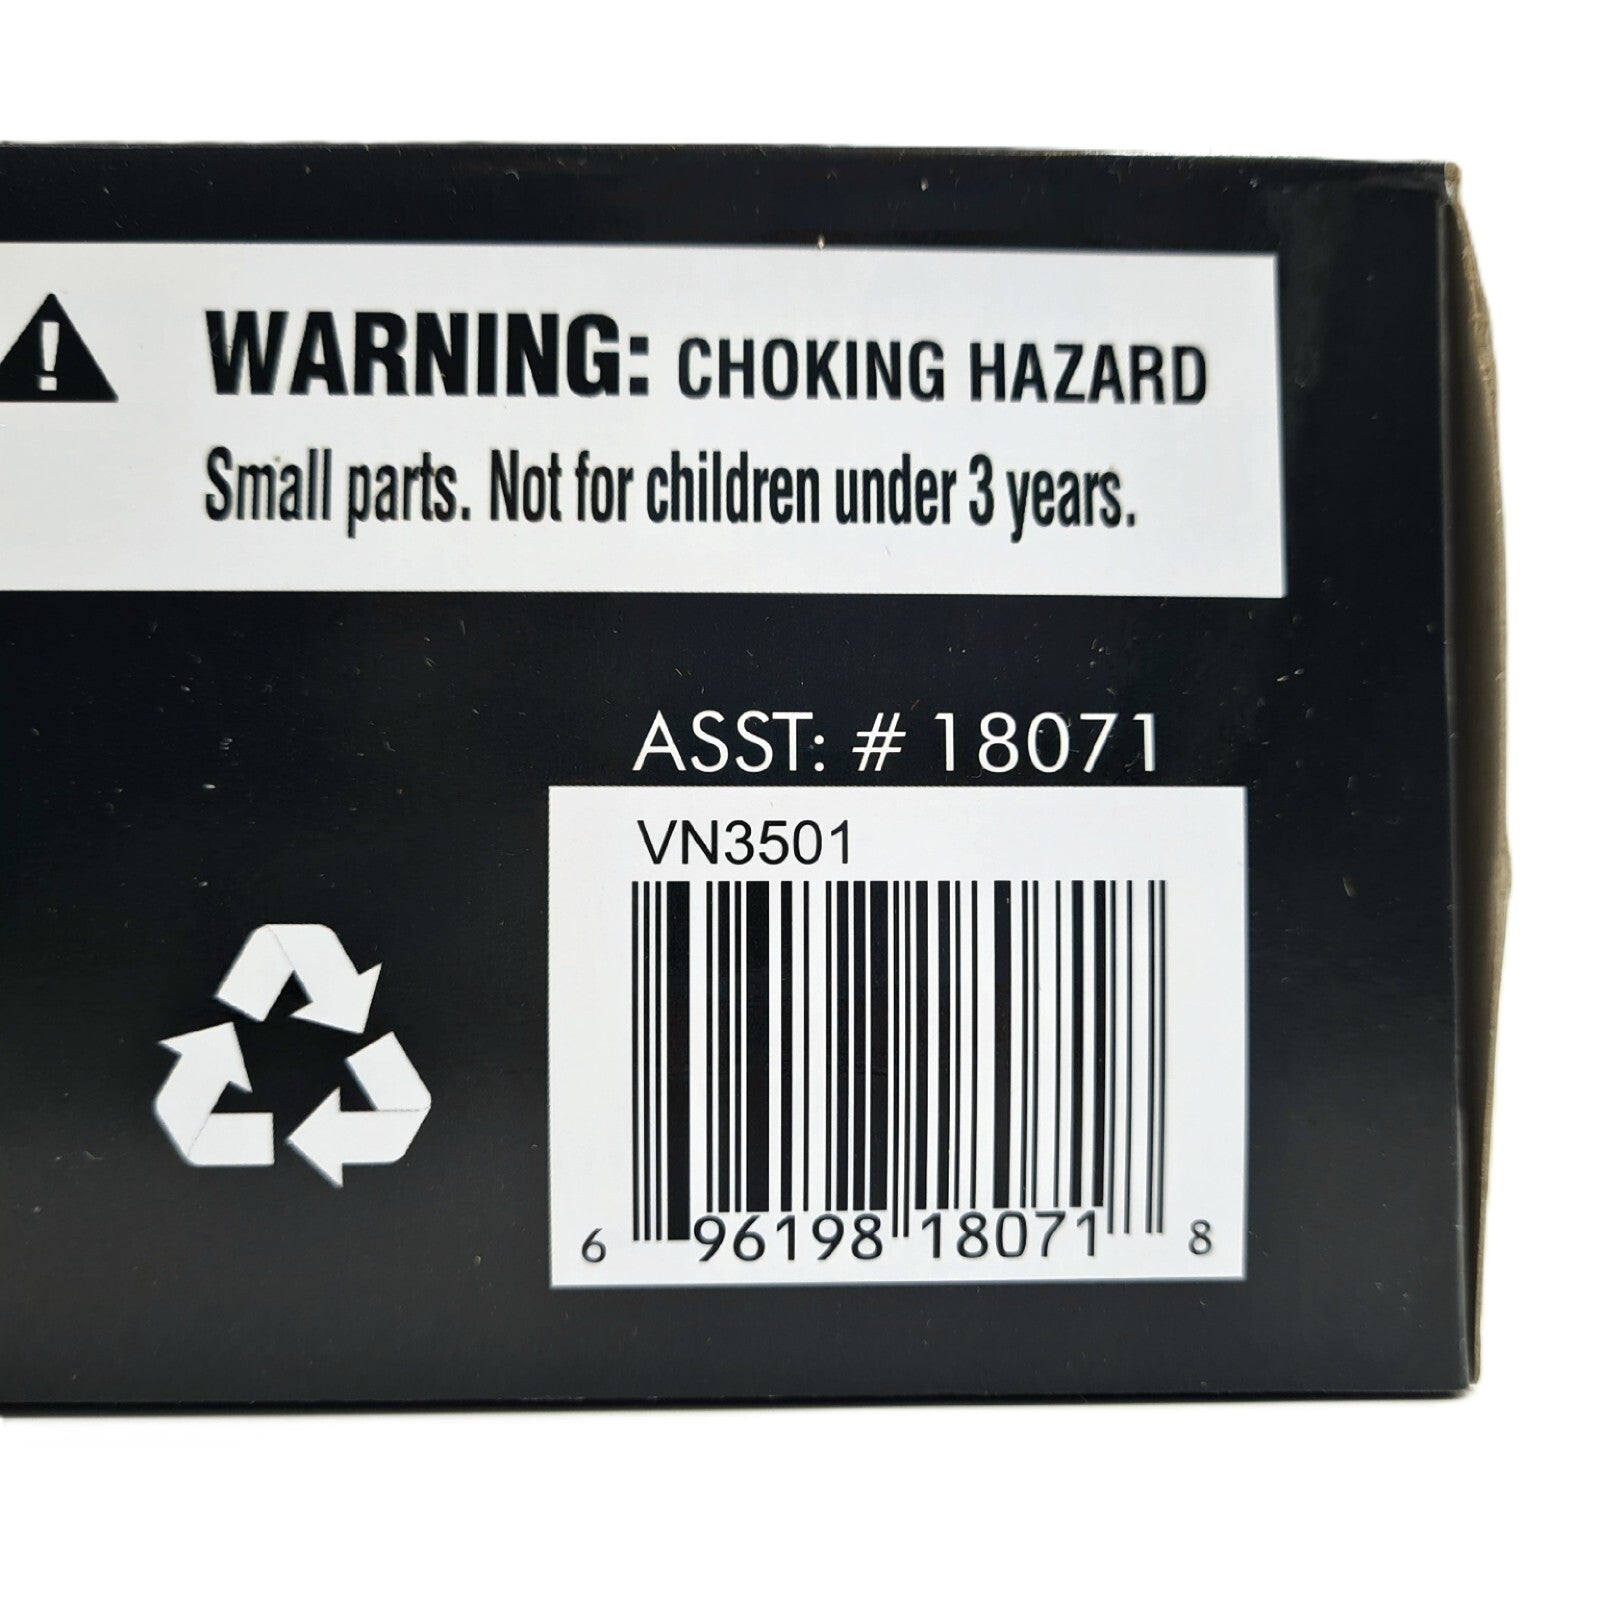 WARNING: CHOKING HAZARD
Small parts. Not for children under 3 years.
ASST: # 18071
VN3501
6 96198 18071 8